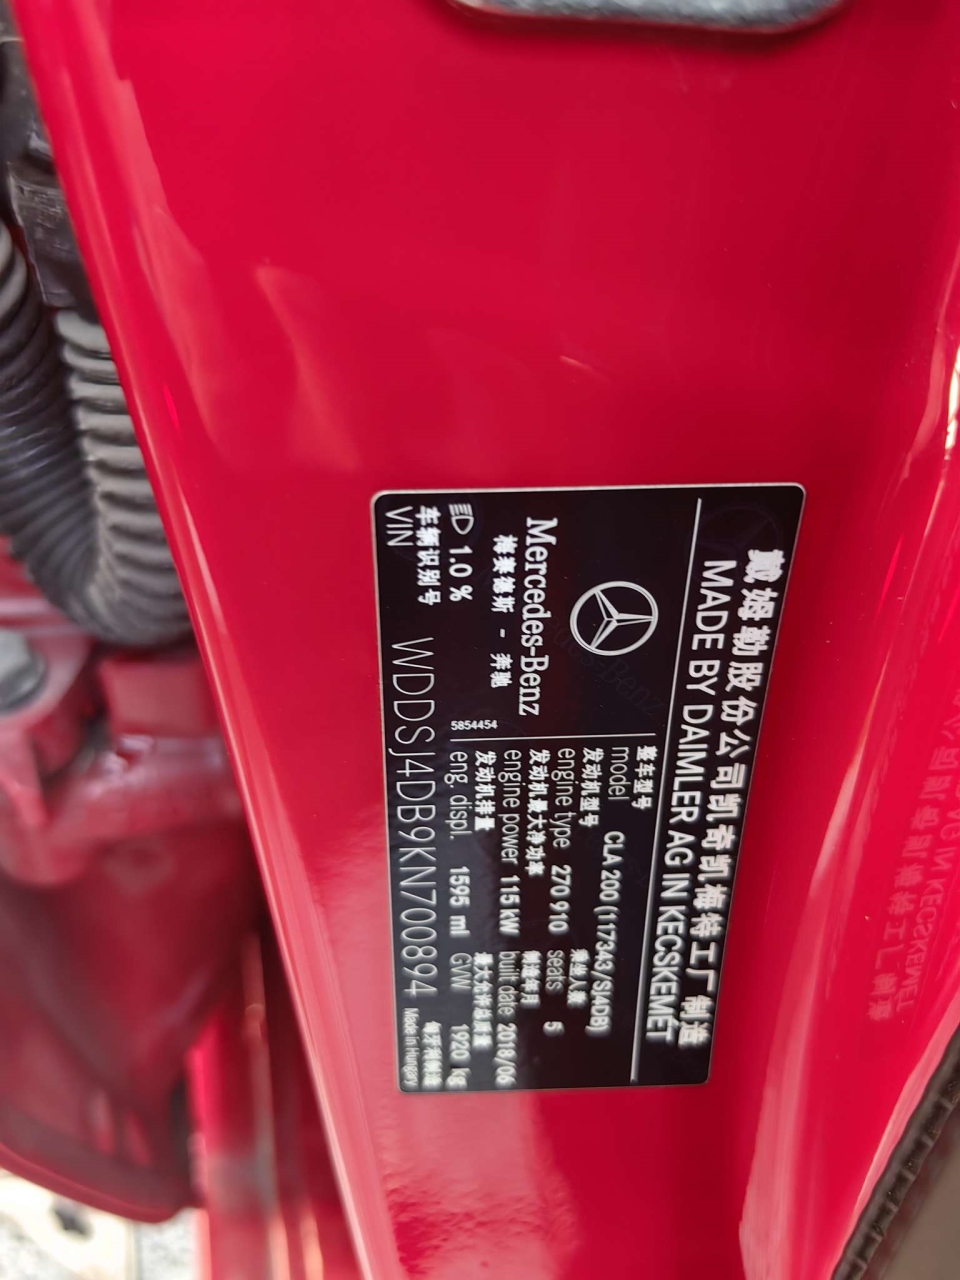 戴姆勒股份公司凯奇凯梅特工厂制造
MADE BY DAIMLER AG IN KECSKEMET
Mercedes-Benz
梅赛德斯 - 奔驰
5854454
整车型号
model CLA 200 (117343/SJ4DB)
发动机型号 乘坐人数
engine type 270 910 seats 5
发动机最大净功率 制造年月
engine power 115 kW built date 2018/06
发动机排量 最大允许总质量
eng. displ. 1595 ml GVW 1920 kg
1.0 %
车辆识别号 匈牙利制造
VIN WDDSJ4DB9KN700894 Made in Hungary